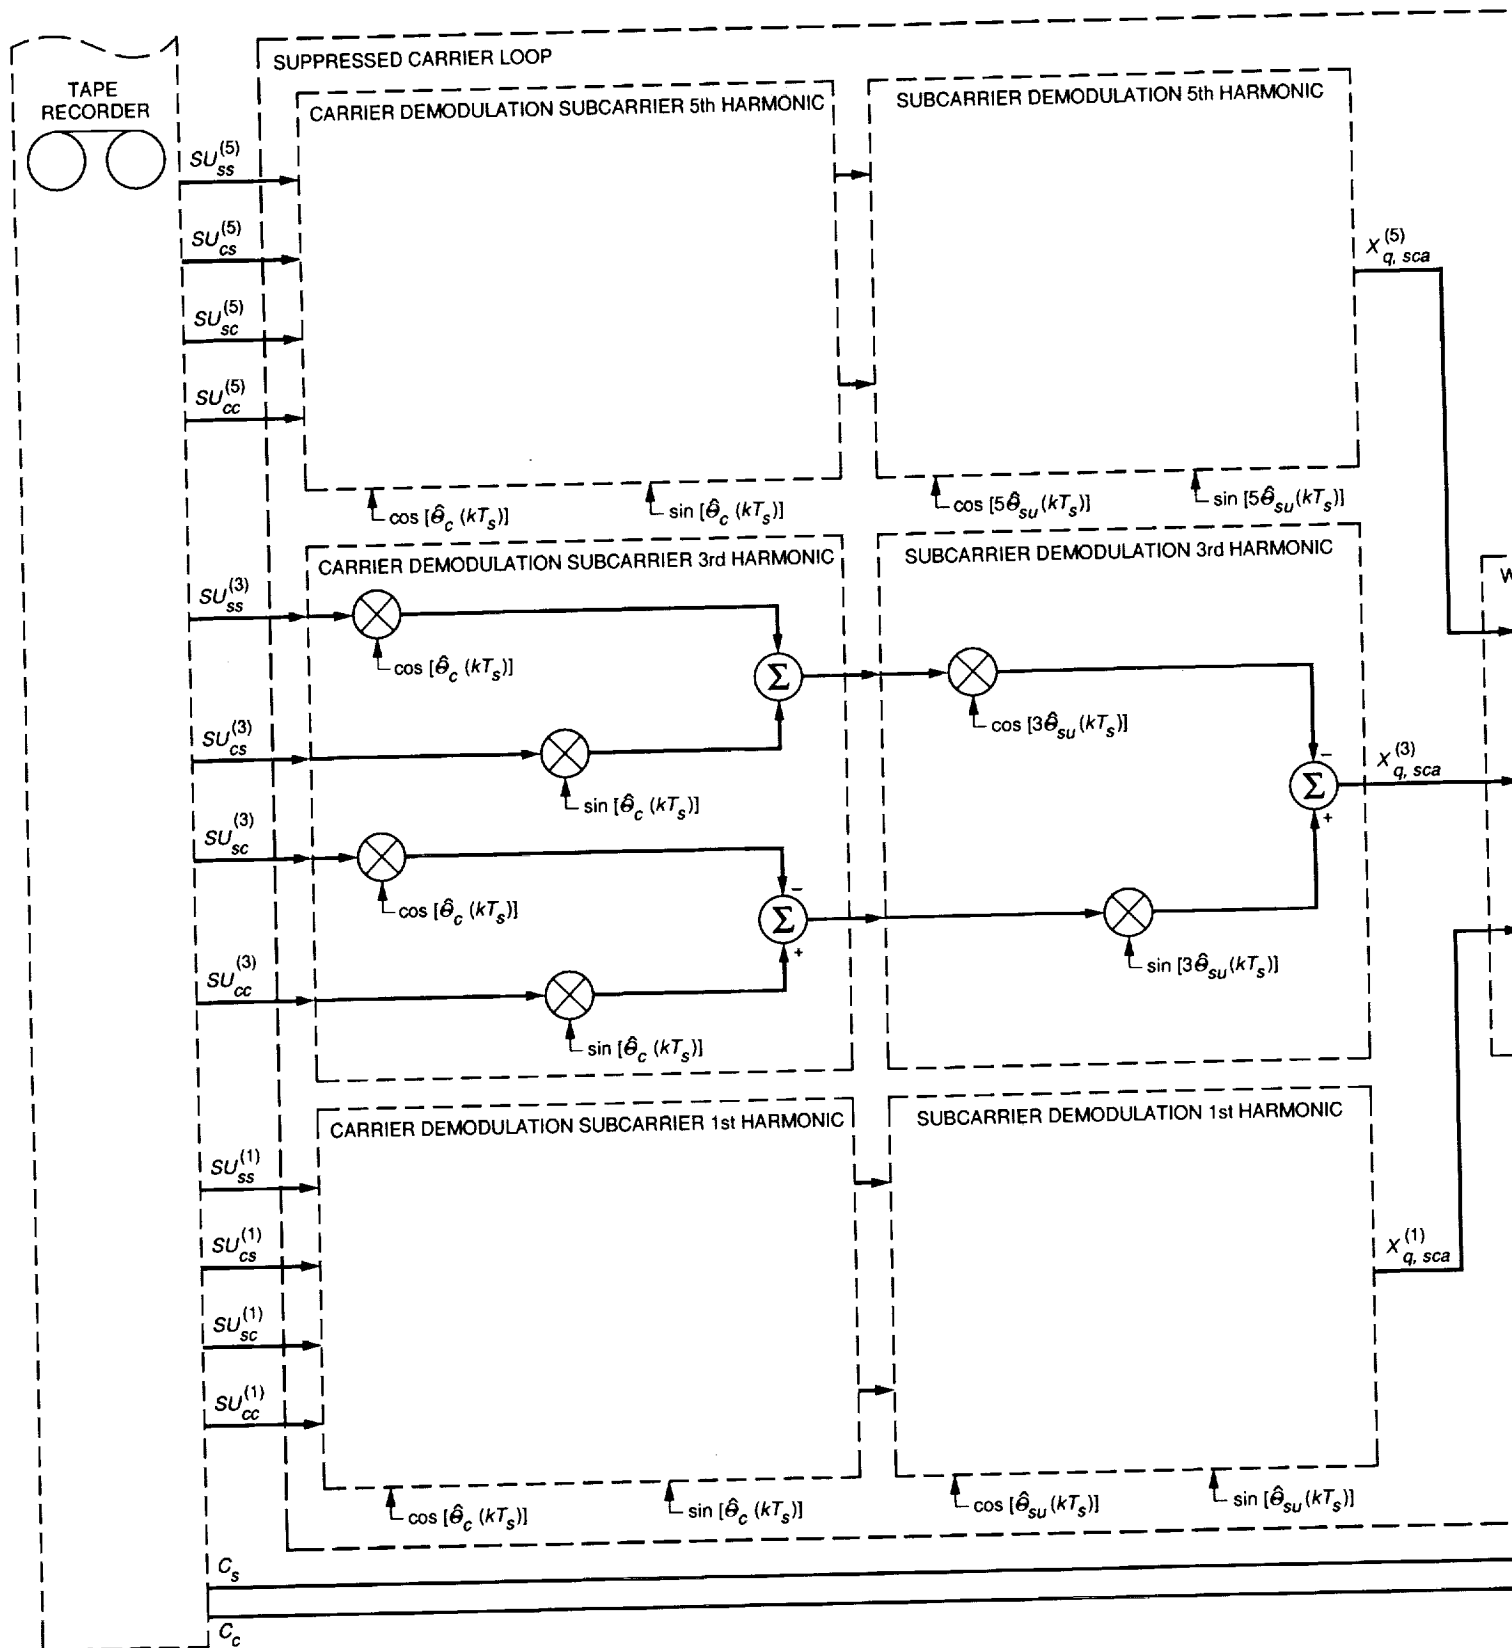 SUPPRESSED CARRIER LOOP
TAPE
RECORDER
CARRIER DEMODULATION SUBCARRIER 5th HARMONIC
SUBCARRIER DEMODULATION 5th HARMONIC
SU_ss^(5)
SU_cs^(5)
SU_sc^(5)
SU_cc^(5)
X_q, sca^(5)
cos [Θ̂_c (kT_s)]
sin [Θ̂_c (kT_s)]
cos [5Θ̂_su (kT_s)]
sin [5Θ̂_su (kT_s)]
CARRIER DEMODULATION SUBCARRIER 3rd HARMONIC
SUBCARRIER DEMODULATION 3rd HARMONIC
W
SU_ss^(3)
cos [Θ̂_c (kT_s)]
Σ
cos [3Θ̂_su (kT_s)]
SU_cs^(3)
sin [Θ̂_c (kT_s)]
−
Σ
+
X_q, sca^(3)
SU_sc^(3)
cos [Θ̂_c (kT_s)]
−
Σ
+
sin [3Θ̂_su (kT_s)]
SU_cc^(3)
sin [Θ̂_c (kT_s)]
CARRIER DEMODULATION SUBCARRIER 1st HARMONIC
SUBCARRIER DEMODULATION 1st HARMONIC
SU_ss^(1)
SU_cs^(1)
SU_sc^(1)
SU_cc^(1)
X_q, sca^(1)
cos [Θ̂_c (kT_s)]
sin [Θ̂_c (kT_s)]
cos [Θ̂_su (kT_s)]
sin [Θ̂_su (kT_s)]
C_s
C_c